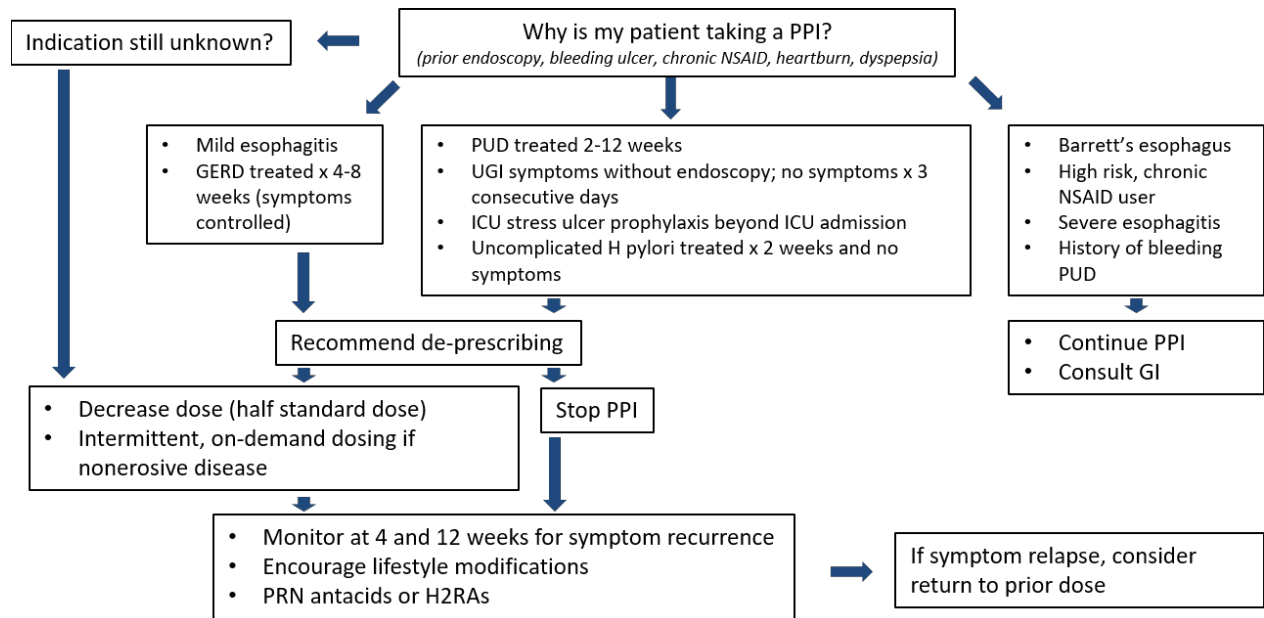 Indication still unknown?
Why is my patient taking a PPI?
(prior endoscopy, bleeding ulcer, chronic NSAID, heartburn, dyspepsia)
• Mild esophagitis
• GERD treated x 4-8
weeks (symptoms
controlled)
• PUD treated 2-12 weeks
• UGI symptoms without endoscopy; no symptoms x 3
consecutive days
• ICU stress ulcer prophylaxis beyond ICU admission
• Uncomplicated H pylori treated x 2 weeks and no
symptoms
• Barrett’s esophagus
• High risk, chronic
NSAID user
• Severe esophagitis
• History of bleeding
PUD
Recommend de-prescribing
• Continue PPI
• Consult GI
• Decrease dose (half standard dose)
• Intermittent, on-demand dosing if
nonerosive disease
Stop PPI
• Monitor at 4 and 12 weeks for symptom recurrence
• Encourage lifestyle modifications
• PRN antacids or H2RAs
If symptom relapse, consider
return to prior dose